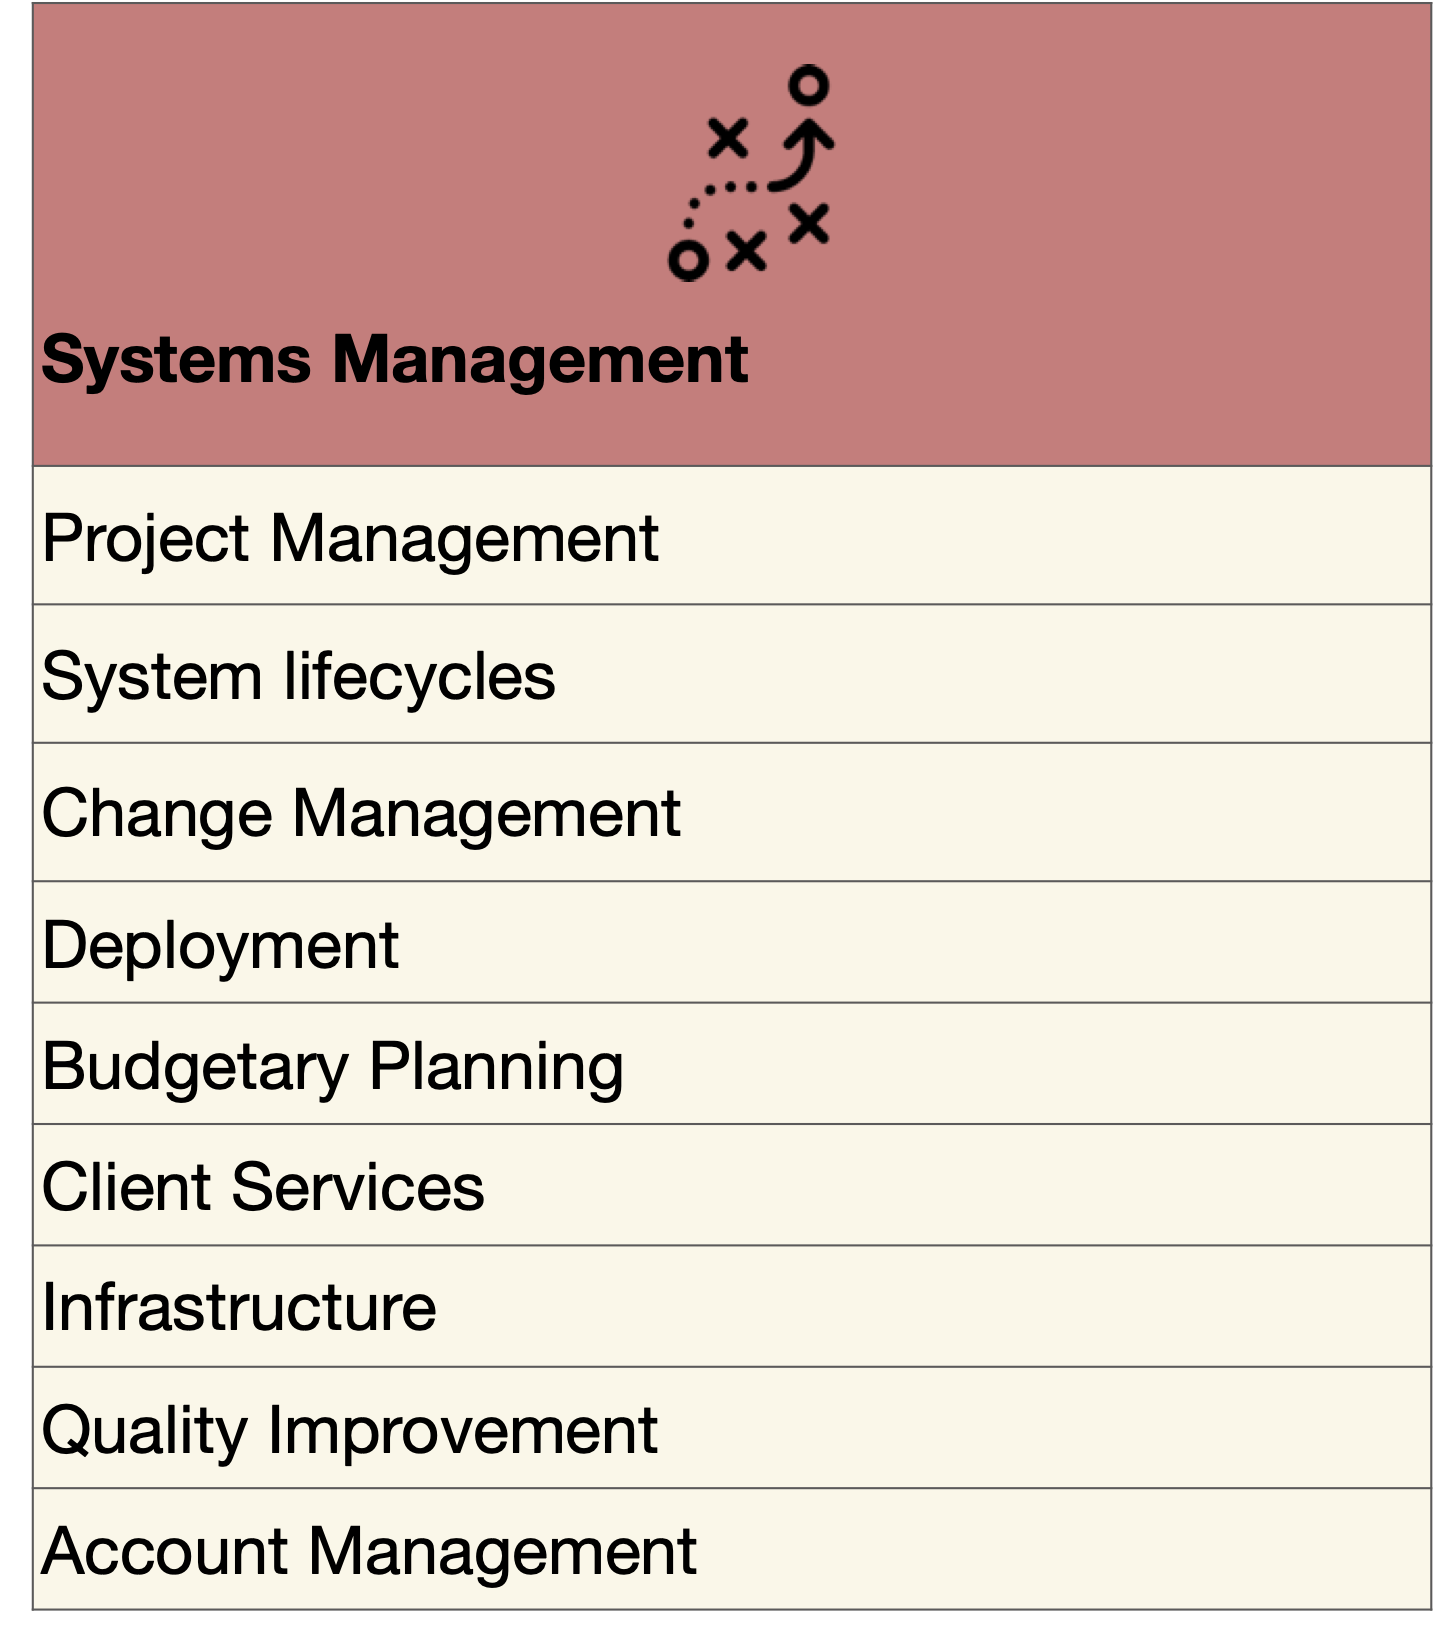 Systems Management
Project Management
System lifecycles
Change Management
Deployment
Budgetary Planning
Client Services
Infrastructure
Quality Improvement
Account Management